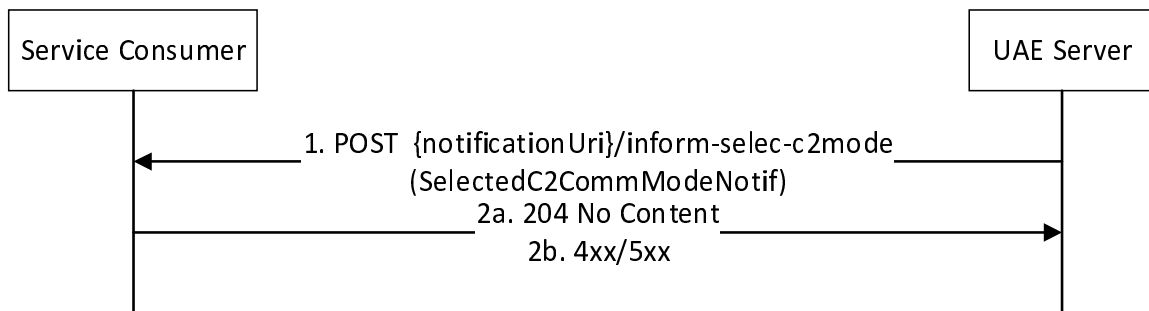 Service Consumer
UAE Server
1. POST {notificationUri}/inform-selec-c2mode
(SelectedC2CommModeNotif)
2a. 204 No Content
2b. 4xx/5xx